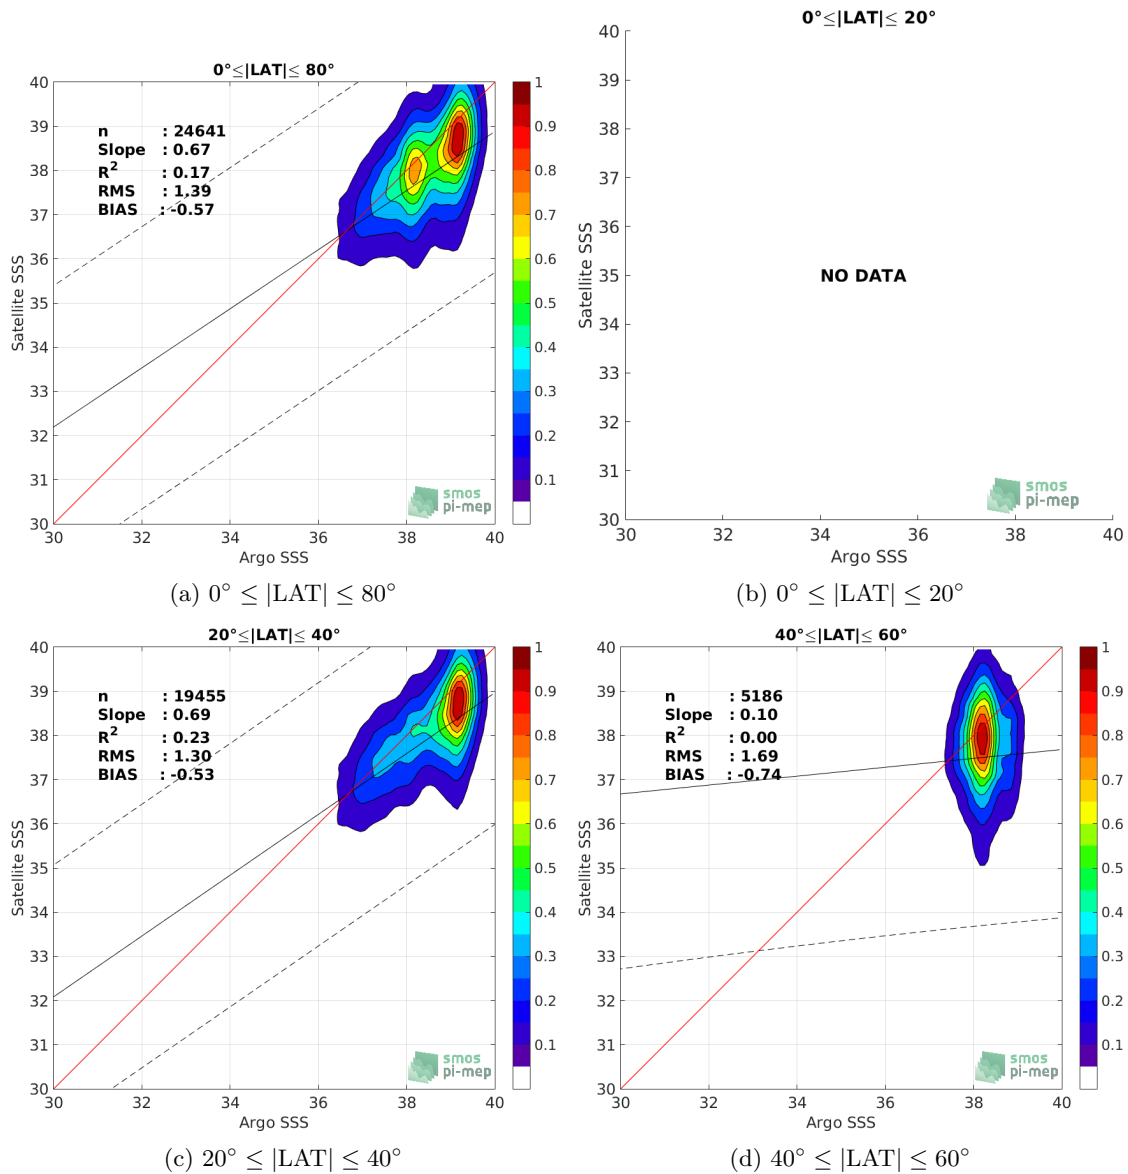 0°≤|LAT|≤ 80°
40
39
38
37
36
35
34
33
32
31
30
Satellite SSS
n : 24641
Slope : 0.67
R² : 0.17
RMS : 1.39
BIAS : -0.57
smos
pi-mep
30 32 34 36 38 40
Argo SSS
1
0.9
0.8
0.7
0.6
0.5
0.4
0.3
0.2
0.1
(a) 0° ≤ |LAT| ≤ 80°
0°≤|LAT|≤ 20°
40
39
38
37
36
35
34
33
32
31
30
Satellite SSS
NO DATA
smos
pi-mep
30 32 34 36 38 40
Argo SSS
(b) 0° ≤ |LAT| ≤ 20°
20°≤|LAT|≤ 40°
40
39
38
37
36
35
34
33
32
31
30
Satellite SSS
n : 19455
Slope : 0.69
R² : 0.23
RMS : 1.30
BIAS : -0.53
smos
pi-mep
30 32 34 36 38 40
Argo SSS
1
0.9
0.8
0.7
0.6
0.5
0.4
0.3
0.2
0.1
(c) 20° ≤ |LAT| ≤ 40°
40°≤|LAT|≤ 60°
40
39
38
37
36
35
34
33
32
31
30
Satellite SSS
n : 5186
Slope : 0.10
R² : 0.00
RMS : 1.69
BIAS : -0.74
smos
pi-mep
30 32 34 36 38 40
Argo SSS
1
0.9
0.8
0.7
0.6
0.5
0.4
0.3
0.2
0.1
(d) 40° ≤ |LAT| ≤ 60°